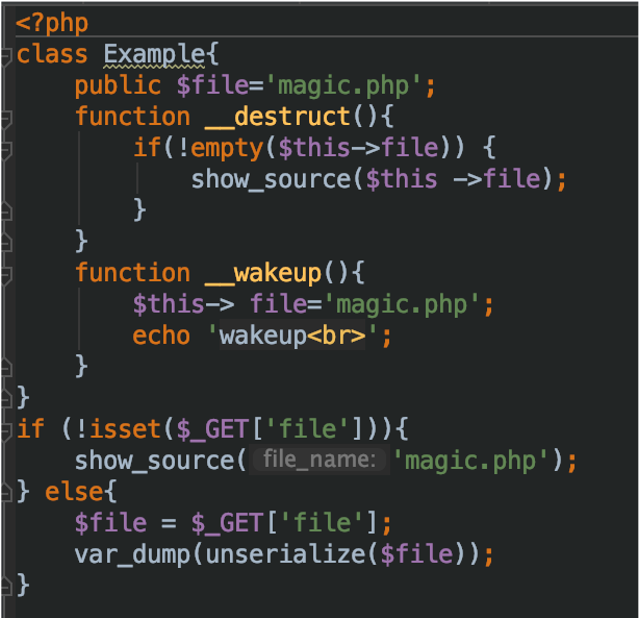 <?php
class Example{
    public $file='magic.php';
    function __destruct(){
        if(!empty($this->file)) {
            show_source($this ->file);
        }
    }
    function __wakeup(){
        $this-> file='magic.php';
        echo 'wakeup<br>';
    }
}
if (!isset($_GET['file'])){
    show_source( file_name: 'magic.php');
} else{
    $file = $_GET['file'];
    var_dump(unserialize($file));
}